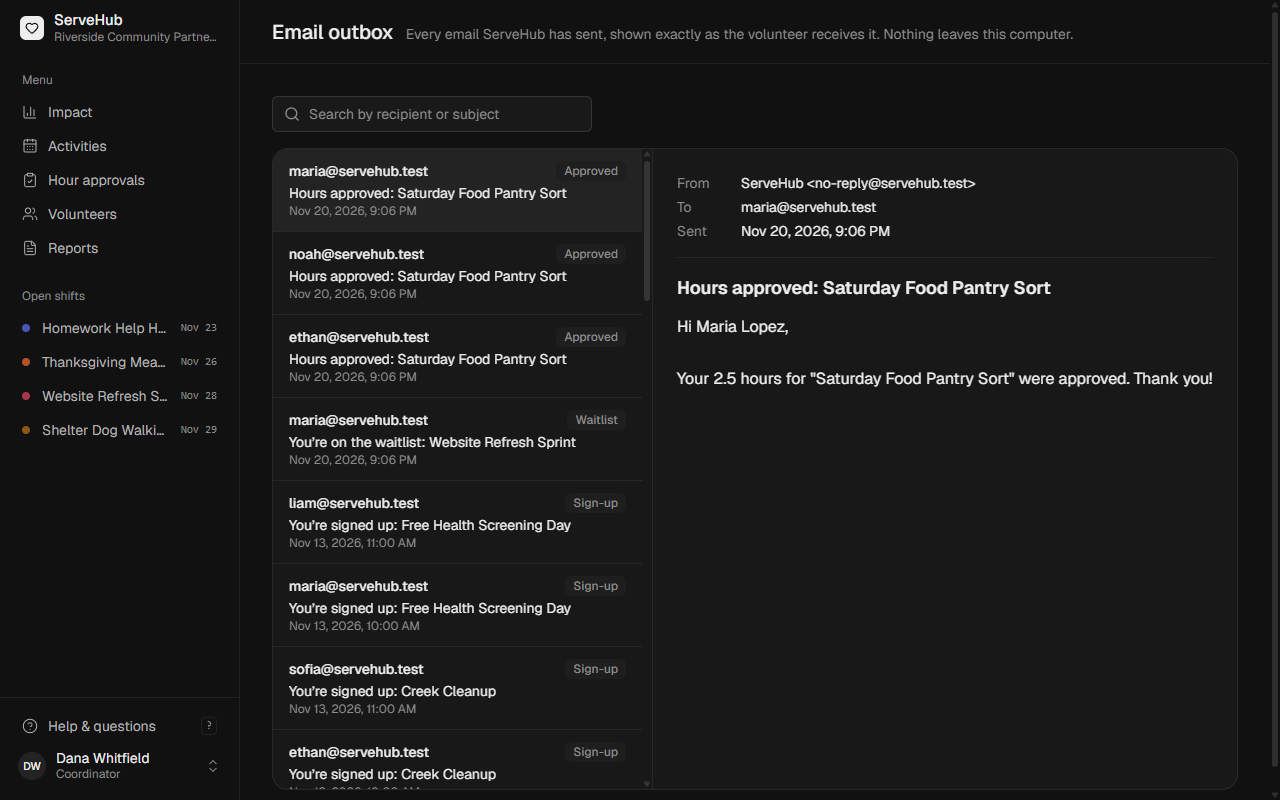 ServeHub
Riverside Community Partne...
Menu
Impact
Activities
Hour approvals
Volunteers
Reports
Open shifts
Homework Help H... Nov 23
Thanksgiving Mea... Nov 26
Website Refresh S... Nov 28
Shelter Dog Walki... Nov 29
Help & questions ?
DW
Dana Whitfield
Coordinator
Email outbox Every email ServeHub has sent, shown exactly as the volunteer receives it. Nothing leaves this computer.
Search by recipient or subject
maria@servehub.test Approved
Hours approved: Saturday Food Pantry Sort
Nov 20, 2026, 9:06 PM
noah@servehub.test Approved
Hours approved: Saturday Food Pantry Sort
Nov 20, 2026, 9:06 PM
ethan@servehub.test Approved
Hours approved: Saturday Food Pantry Sort
Nov 20, 2026, 9:06 PM
maria@servehub.test Waitlist
You're on the waitlist: Website Refresh Sprint
Nov 20, 2026, 9:06 PM
liam@servehub.test Sign-up
You're signed up: Free Health Screening Day
Nov 13, 2026, 11:00 AM
maria@servehub.test Sign-up
You're signed up: Free Health Screening Day
Nov 13, 2026, 10:00 AM
sofia@servehub.test Sign-up
You're signed up: Creek Cleanup
Nov 13, 2026, 11:00 AM
ethan@servehub.test Sign-up
You're signed up: Creek Cleanup
From ServeHub <no-reply@servehub.test>
To maria@servehub.test
Sent Nov 20, 2026, 9:06 PM
Hours approved: Saturday Food Pantry Sort
Hi Maria Lopez,
Your 2.5 hours for "Saturday Food Pantry Sort" were approved. Thank you!